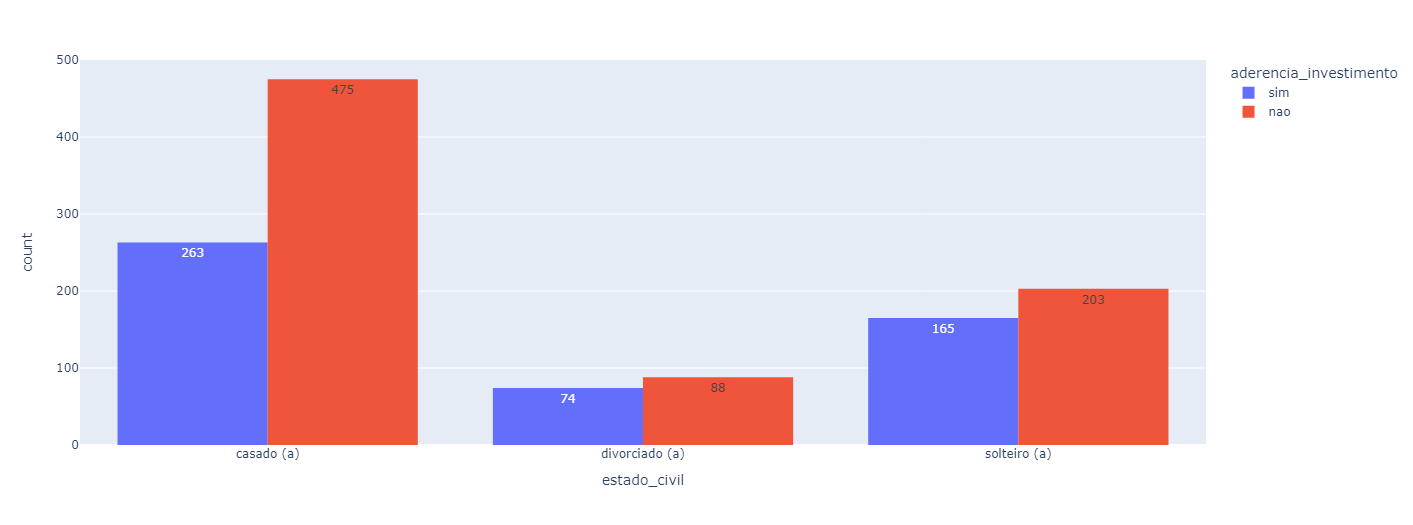 500
400
300
200
100
0
count
263
475
74
88
165
203
casado (a)
divorciado (a)
solteiro (a)
estado_civil
aderencia_investimento
sim
nao